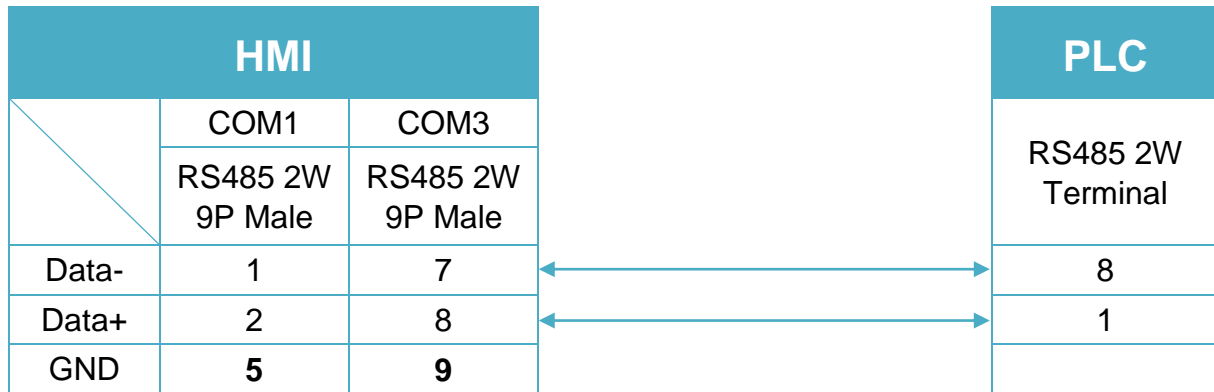 HMI
PLC
COM1 COM3
RS485 2W
9P Male
RS485 2W
9P Male
RS485 2W
Terminal
Data- 1 7 8
Data+ 2 8 1
GND 5 9